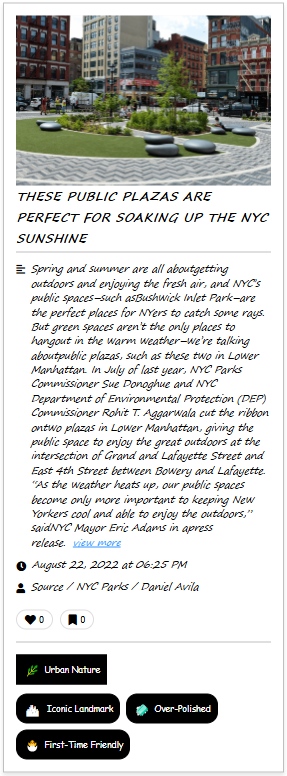 THESE PUBLIC PLAZAS ARE
PERFECT FOR SOAKING UP THE NYC
SUNSHINE
Spring and summer are all aboutgetting
outdoors and enjoying the fresh air, and NYC's
public spaces—such asBushwick Inlet Park—are
the perfect places for NYers to catch some rays.
But green spaces aren't the only places to
hangout in the warm weather—we're talking
aboutpublic plazas, such as these two in Lower
Manhattan. In July of last year, NYC Parks
Commissioner Sue Donoghue and NYC
Department of Environmental Protection (DEP)
Commissioner Rohit T. Aggarwala cut the ribbon
ontwo plazas in Lower Manhattan, giving the
public space to enjoy the great outdoors at the
intersection of Grand and Lafayette Street and
East 4th Street between Bowery and Lafayette.
"As the weather heats up, our public spaces
become only more important to keeping New
Yorkers cool and able to enjoy the outdoors,"
saidNYC Mayor Eric Adams in apress
release. view more
August 22, 2022 at 06:25 PM
Source / NYC Parks / Daniel Avila
0 0
Urban Nature
Iconic Landmark Over-Polished
First-Time Friendly